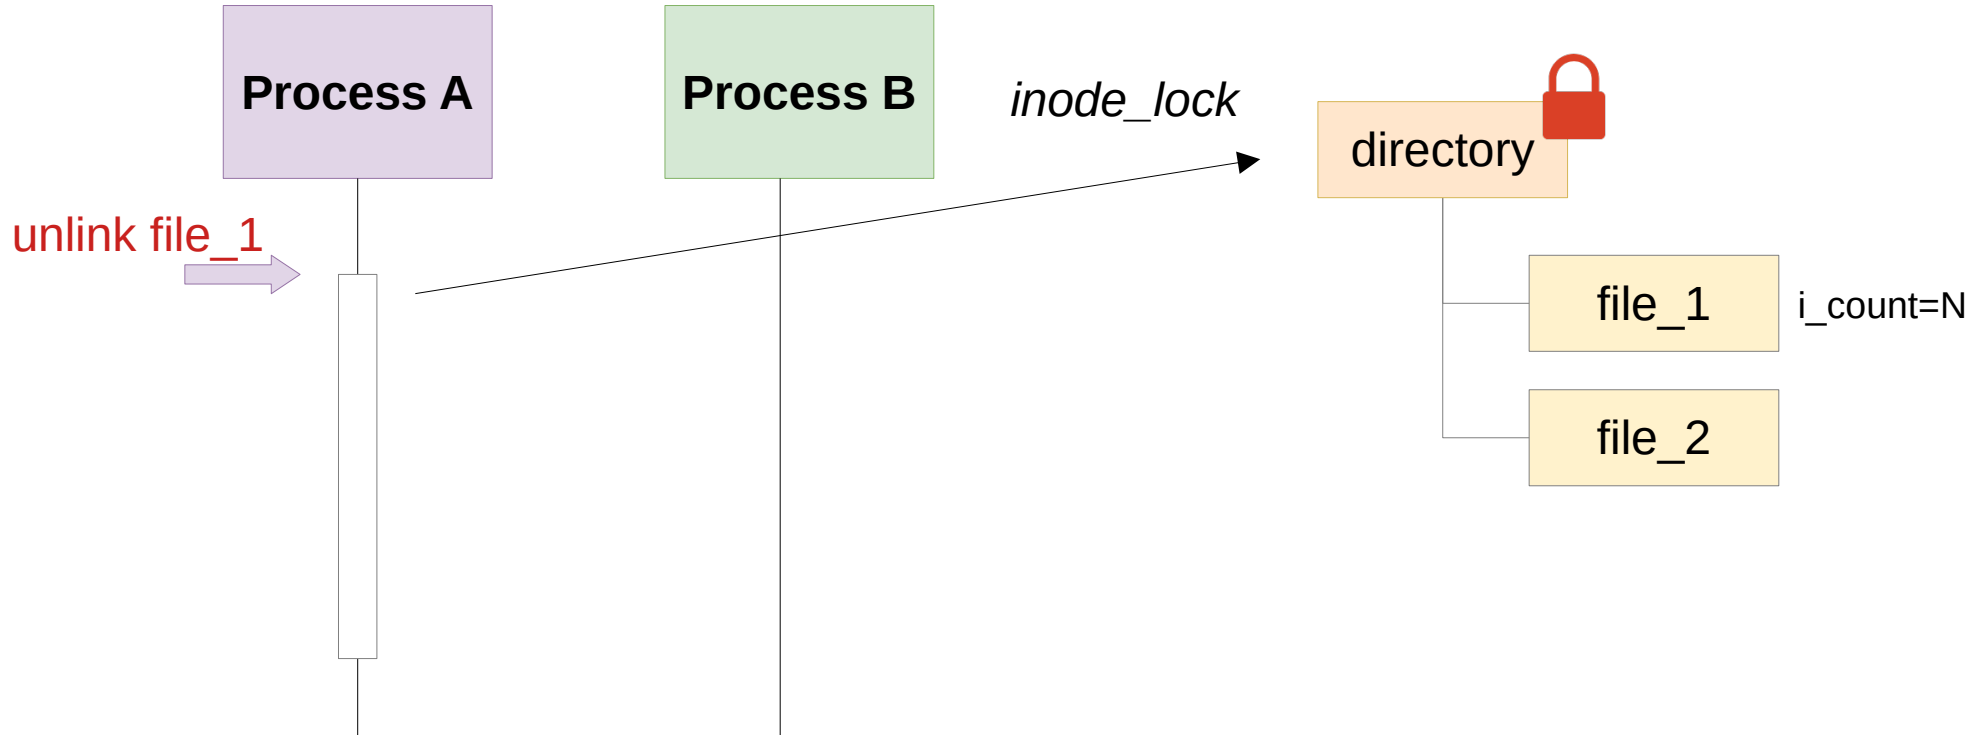 Process A
Process B
inode_lock
directory
unlink file_1
file_1
i_count=N
file_2